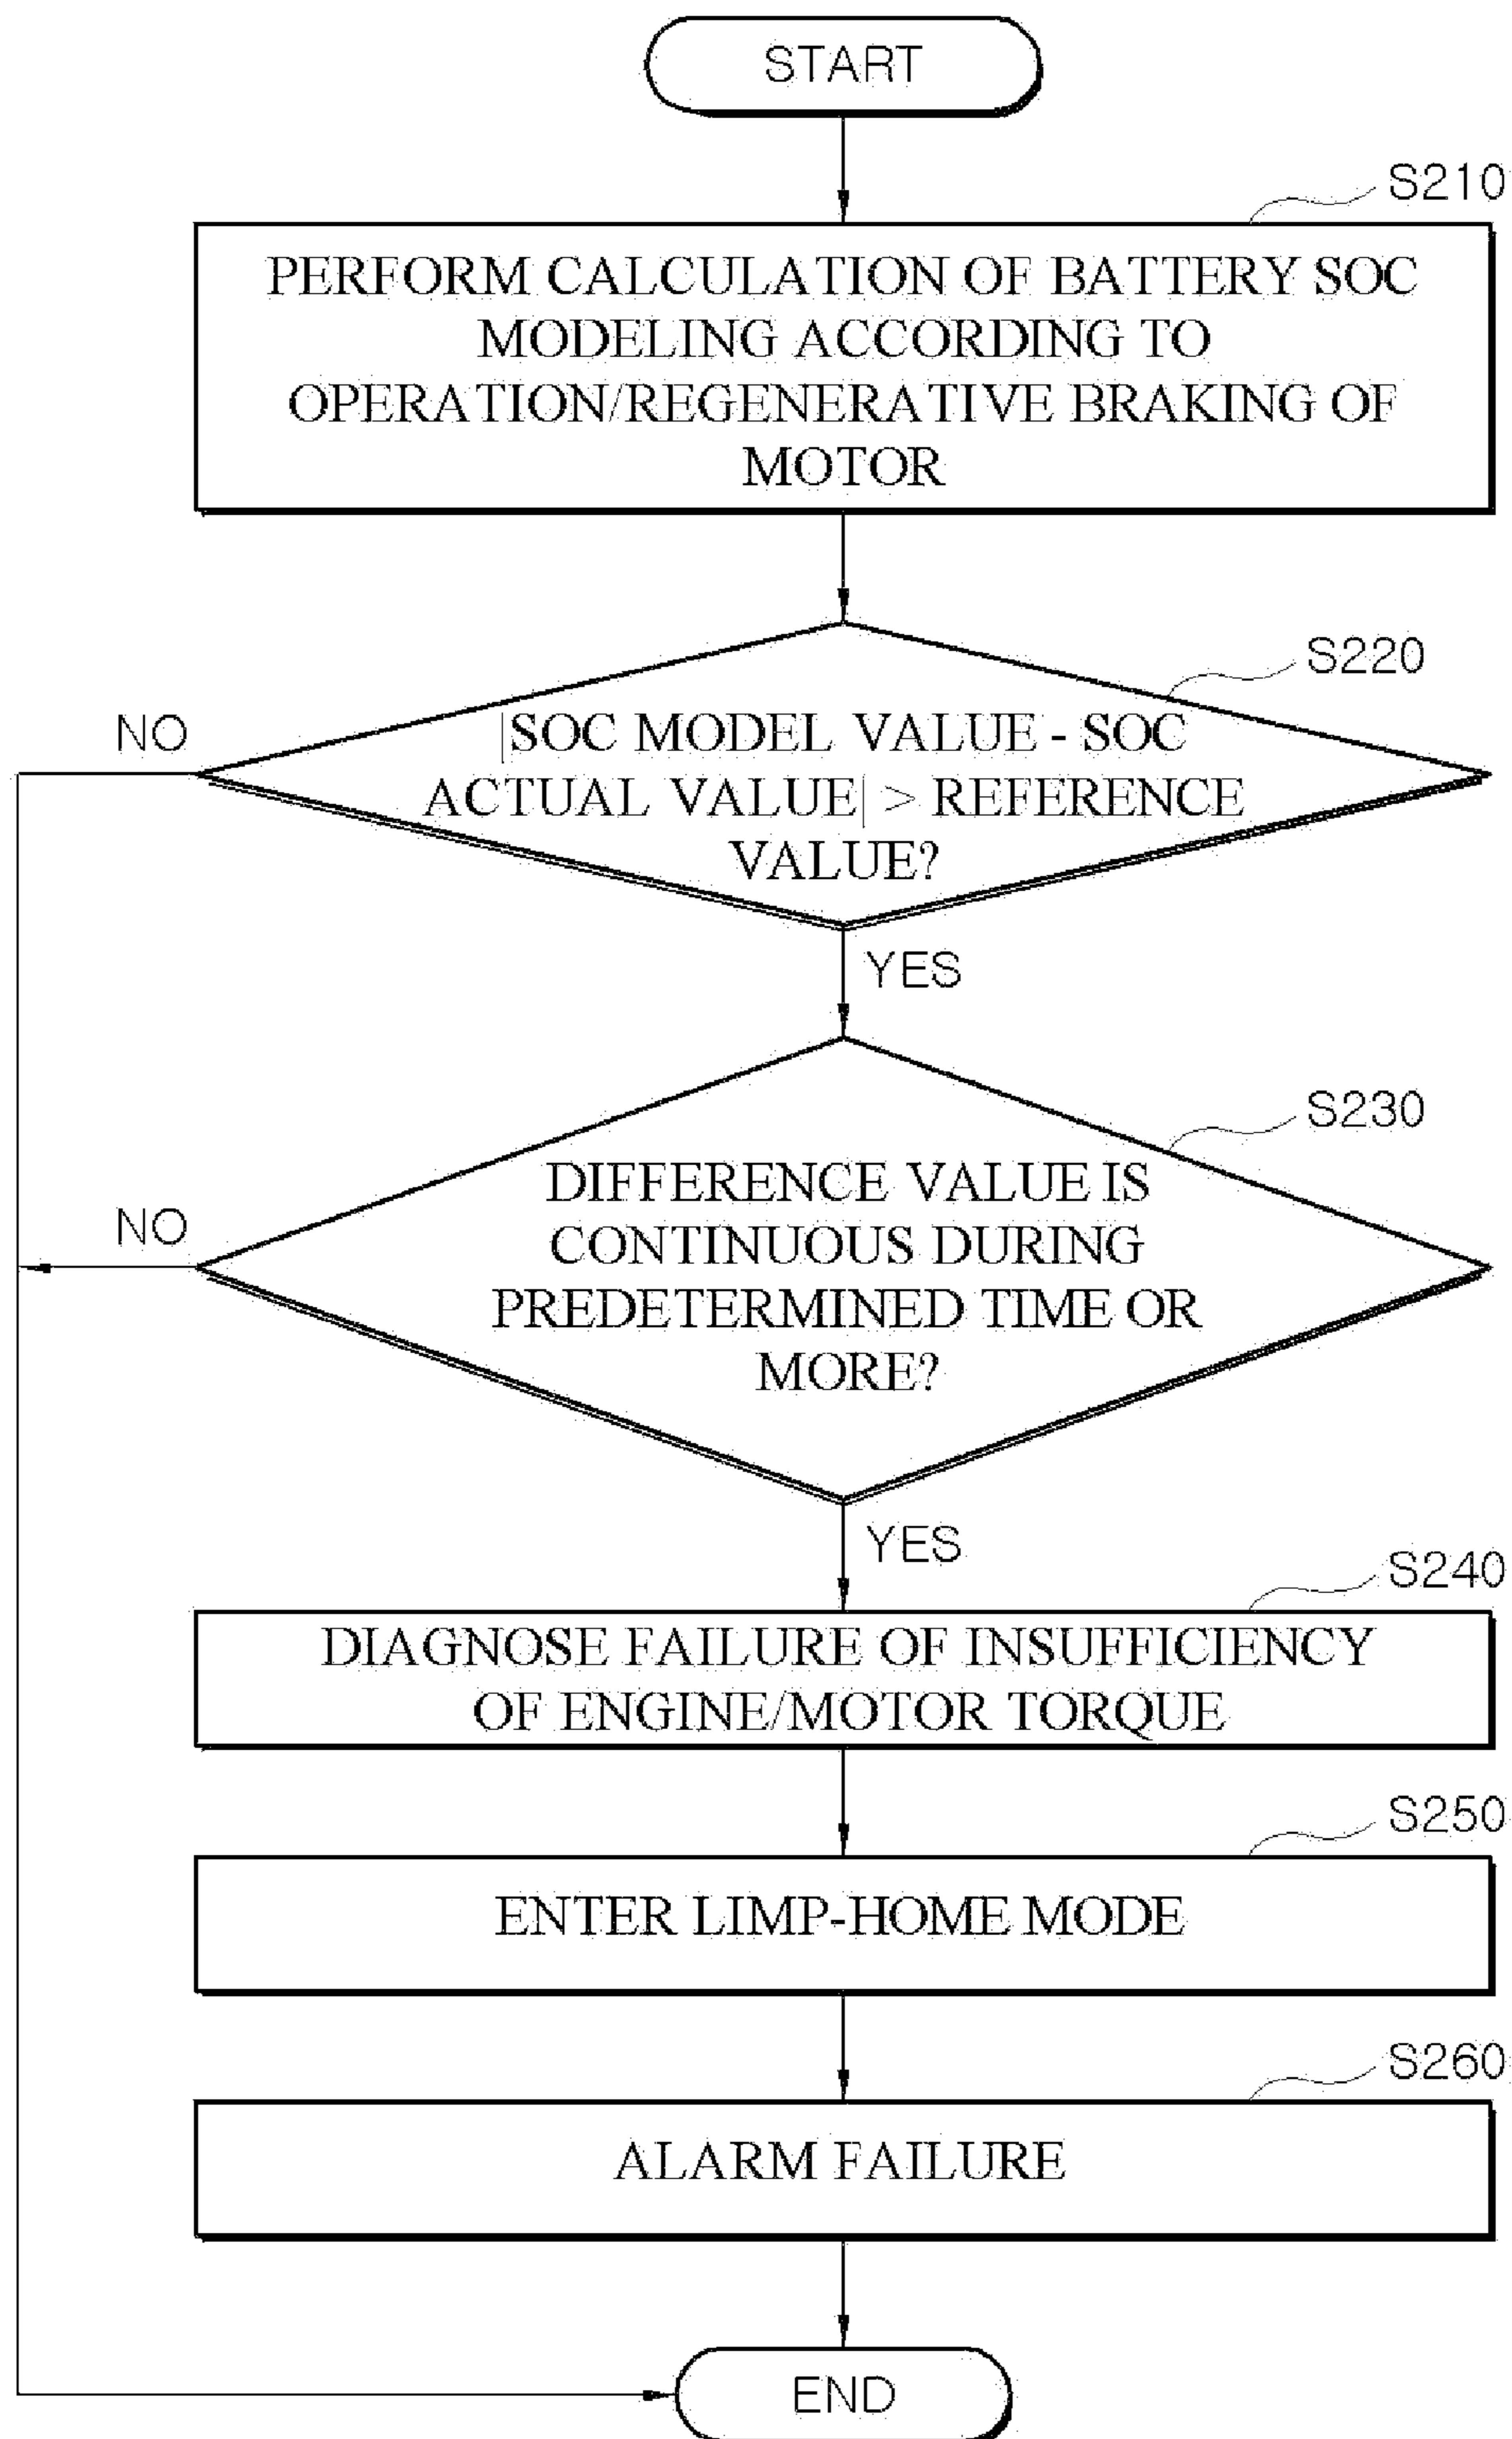 START
S210
PERFORM CALCULATION OF BATTERY SOC
MODELING ACCORDING TO
OPERATION/REGENERATIVE BRAKING OF
MOTOR
S220
NO
|SOC MODEL VALUE - SOC
ACTUAL VALUE| > REFERENCE
VALUE?
YES
S230
NO
DIFFERENCE VALUE IS
CONTINUOUS DURING
PREDETERMINED TIME OR
MORE?
YES
S240
DIAGNOSE FAILURE OF INSUFFICIENCY
OF ENGINE/MOTOR TORQUE
S250
ENTER LIMP-HOME MODE
S260
ALARM FAILURE
END